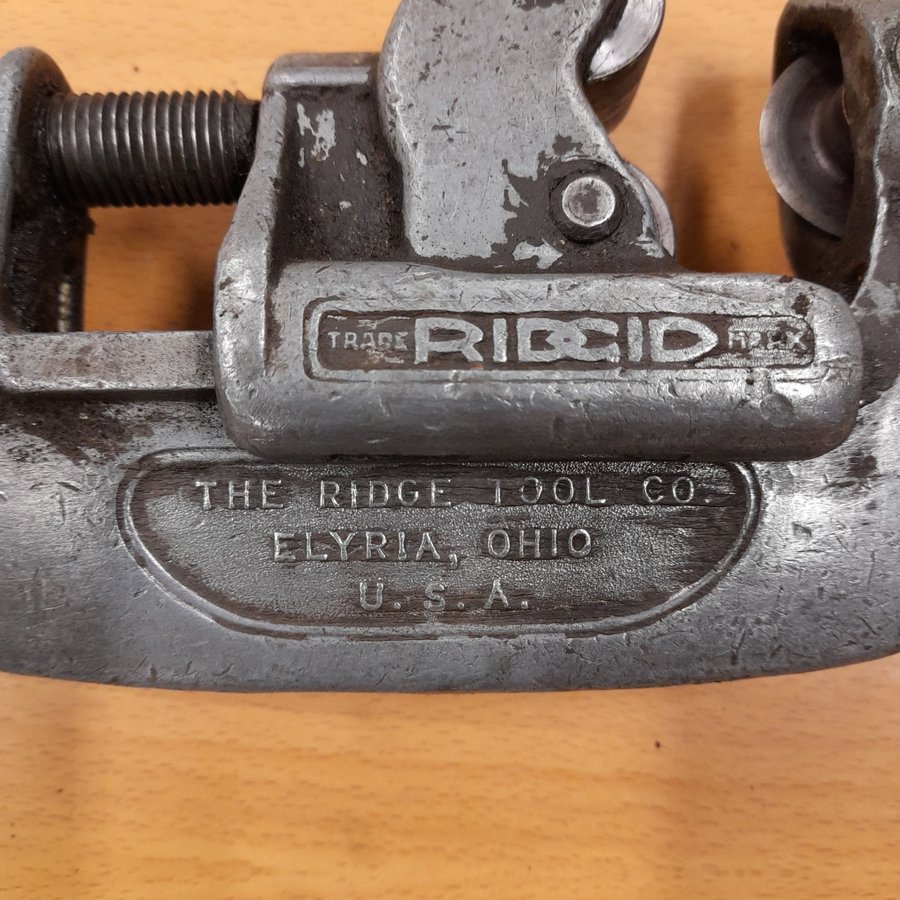 TRADE RIDGID MARK
THE RIDGE TOOL CO.
ELYRIA, OHIO
U.S.A.